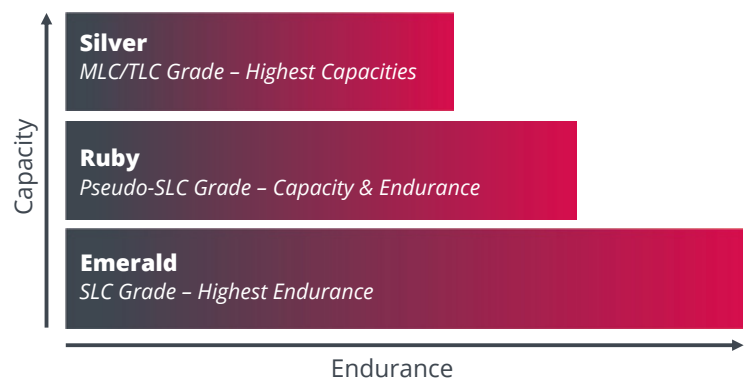 Silver
MLC/TLC Grade – Highest Capacities
Ruby
Pseudo-SLC Grade – Capacity & Endurance
Emerald
SLC Grade – Highest Endurance
Capacity
Endurance